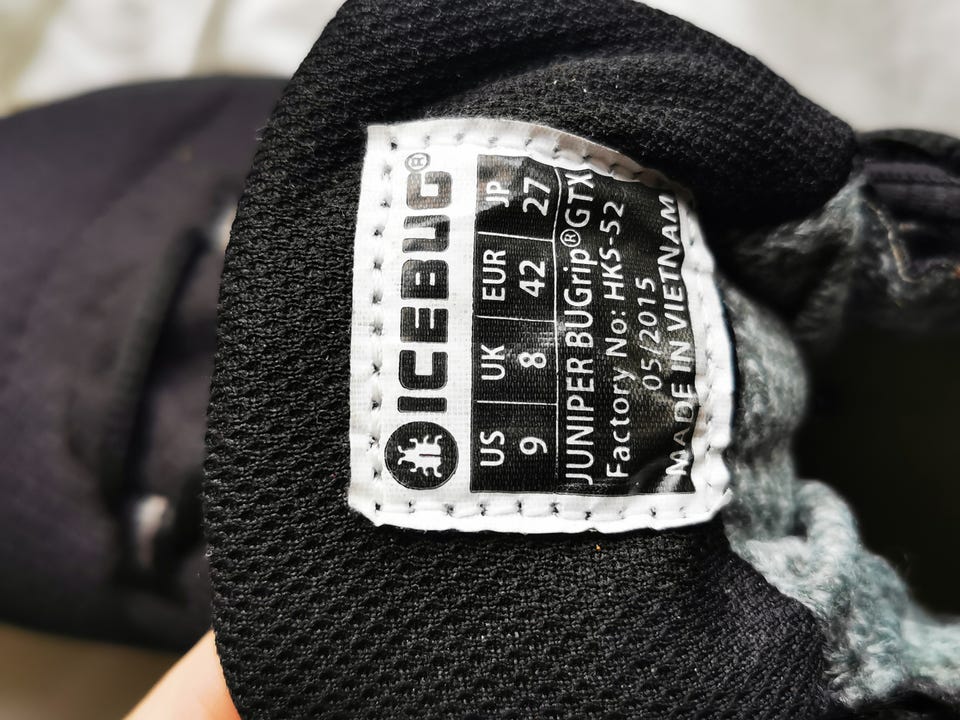 ICEBUG®
US UK EUR JP
9 8 42 27
JUNIPER BUGrip® GTX
Factory No: HKS-52
05/2015
MADE IN VIETNAM